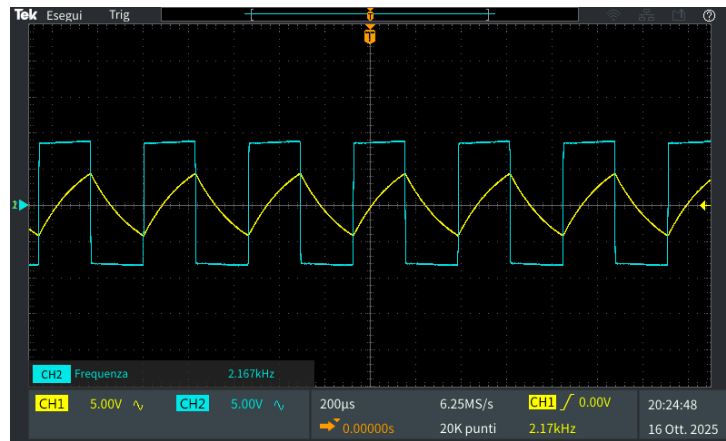 Tek Esegui Trig
T
T
1
CH2 Frequenza 2.167kHz
CH1 5.00V CH2 5.00V 200µs 6.25MS/s CH1 0.00V 20:24:48
0.00000s 20K punti 2.17kHz 16 Ott. 2025